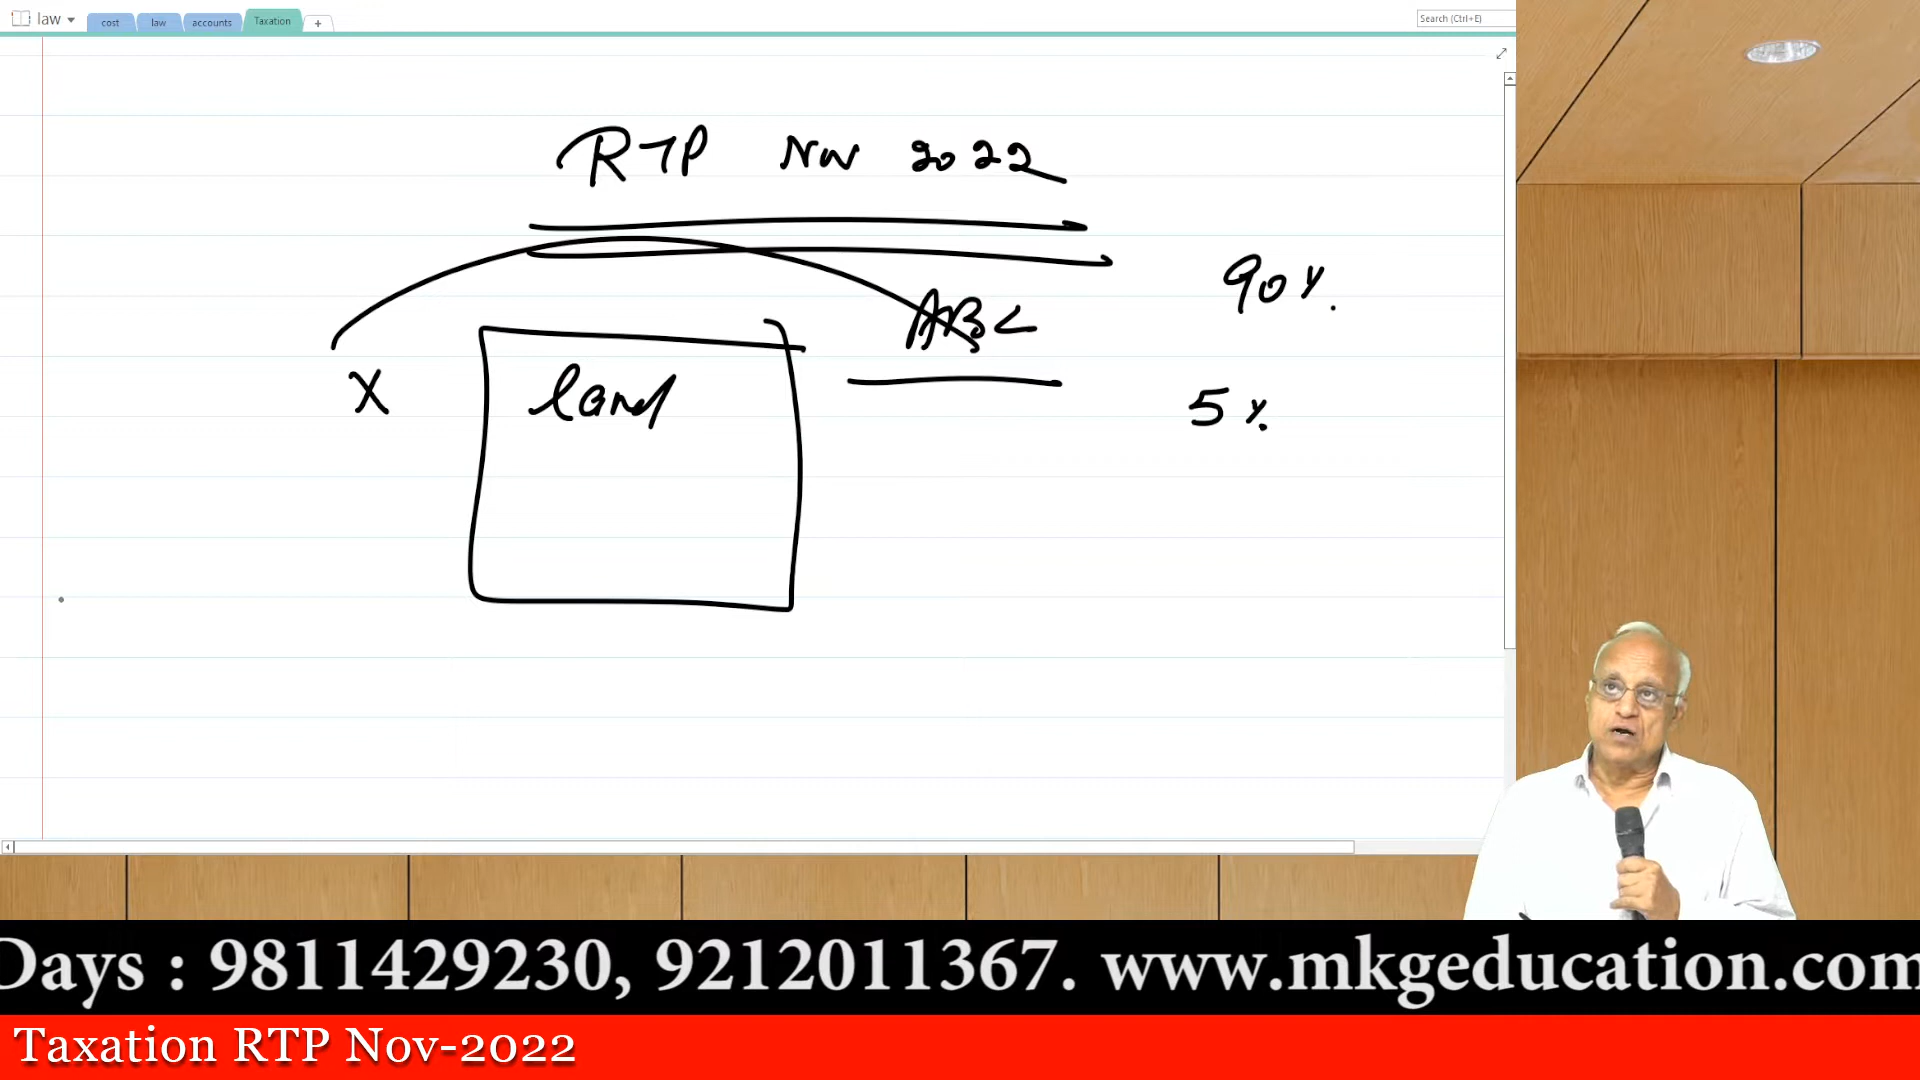 law
cost law accounts Taxation +
Search (Ctrl+E)
RTP Nov 2022
90%.
ABC
X
land
5%.
Days : 9811429230, 9212011367. www.mkgeducation.com
Taxation RTP Nov-2022